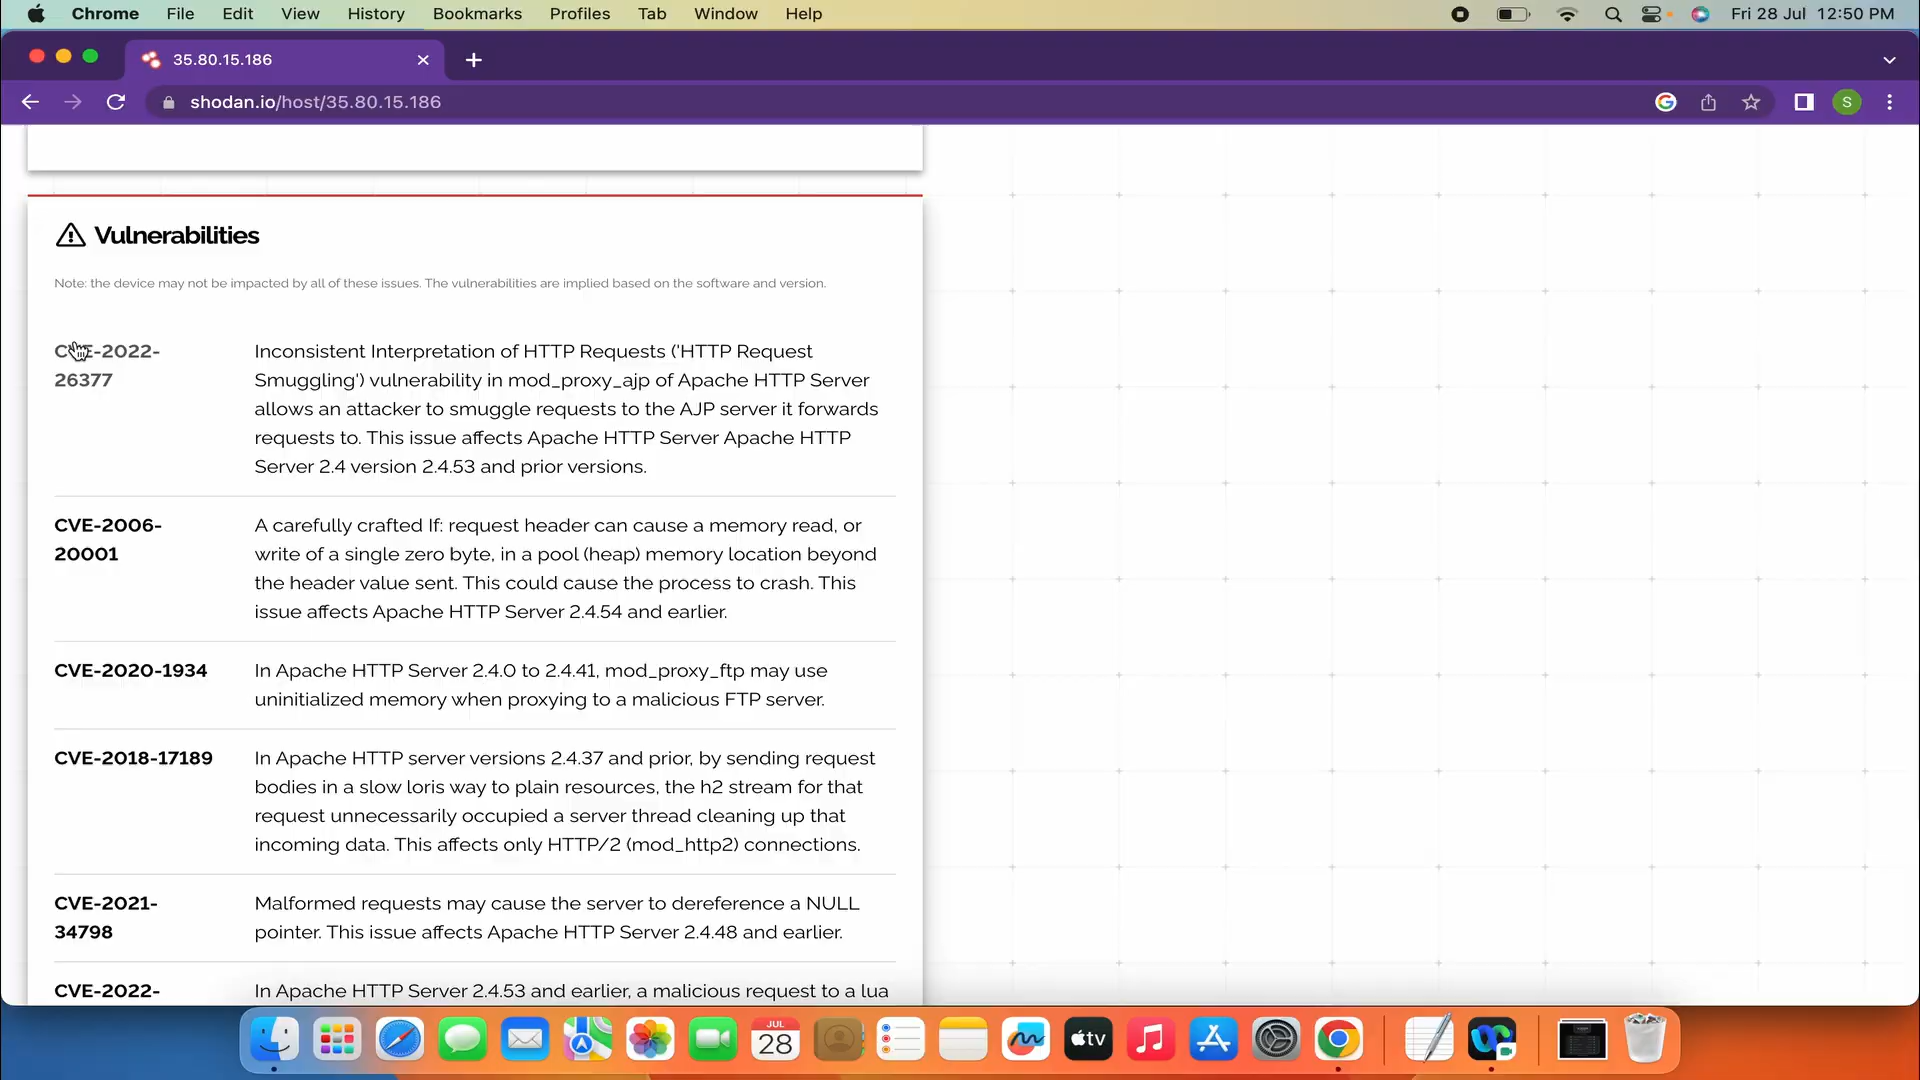 Chrome File Edit View History Bookmarks Profiles Tab Window Help Fri 28 Jul 12:50 PM
35.80.15.186
shodan.io/host/35.80.15.186 S
Vulnerabilities
Note: the device may not be impacted by all of these issues. The vulnerabilities are implied based on the software and version.
CVE-2022-
26377
Inconsistent Interpretation of HTTP Requests ('HTTP Request
Smuggling') vulnerability in mod_proxy_ajp of Apache HTTP Server
allows an attacker to smuggle requests to the AJP server it forwards
requests to. This issue affects Apache HTTP Server Apache HTTP
Server 2.4 version 2.4.53 and prior versions.
CVE-2006-
20001
A carefully crafted If: request header can cause a memory read, or
write of a single zero byte, in a pool (heap) memory location beyond
the header value sent. This could cause the process to crash. This
issue affects Apache HTTP Server 2.4.54 and earlier.
CVE-2020-1934
In Apache HTTP Server 2.4.0 to 2.4.41, mod_proxy_ftp may use
uninitialized memory when proxying to a malicious FTP server.
CVE-2018-17189
In Apache HTTP server versions 2.4.37 and prior, by sending request
bodies in a slow loris way to plain resources, the h2 stream for that
request unnecessarily occupied a server thread cleaning up that
incoming data. This affects only HTTP/2 (mod_http2) connections.
CVE-2021-
34798
Malformed requests may cause the server to dereference a NULL
pointer. This issue affects Apache HTTP Server 2.4.48 and earlier.
CVE-2022-
In Apache HTTP Server 2.4.53 and earlier, a malicious request to a lua
JUL
28
tv